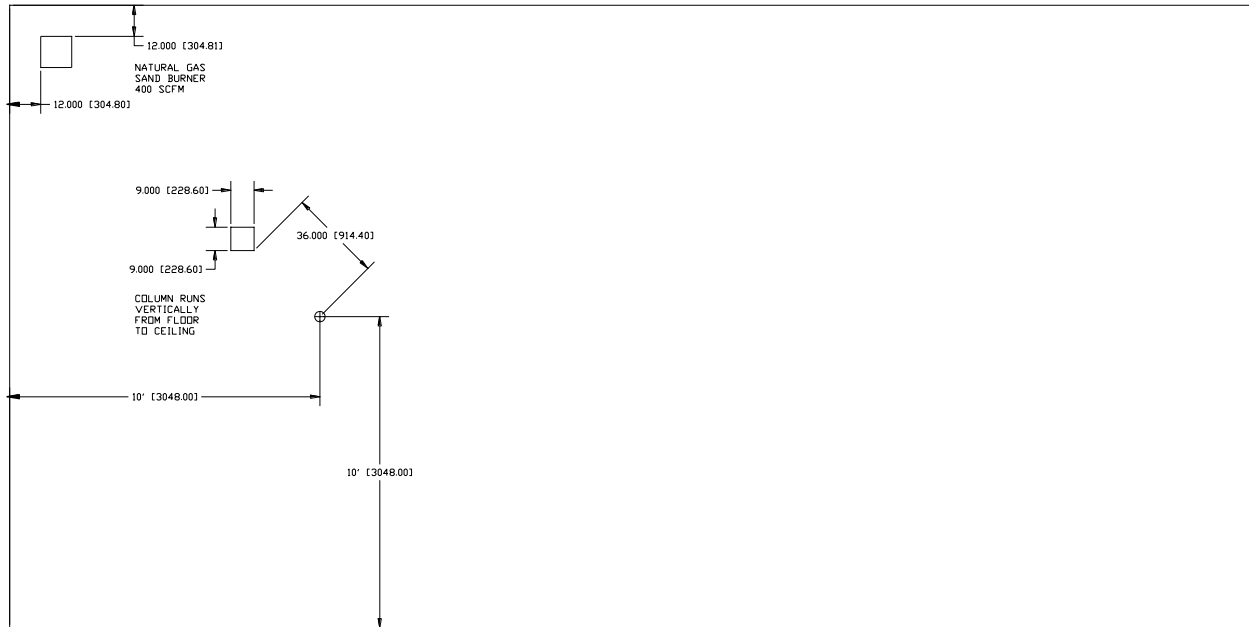 12.000 [304.81]
NATURAL GAS
SAND BURNER
400 SCFM
12.000 [304.80]
9.000 [228.60]
36.000 [914.40]
9.000 [228.60]
COLUMN RUNS
VERTICALLY
FROM FLOOR
TO CEILING
10' [3048.00]
10' [3048.00]